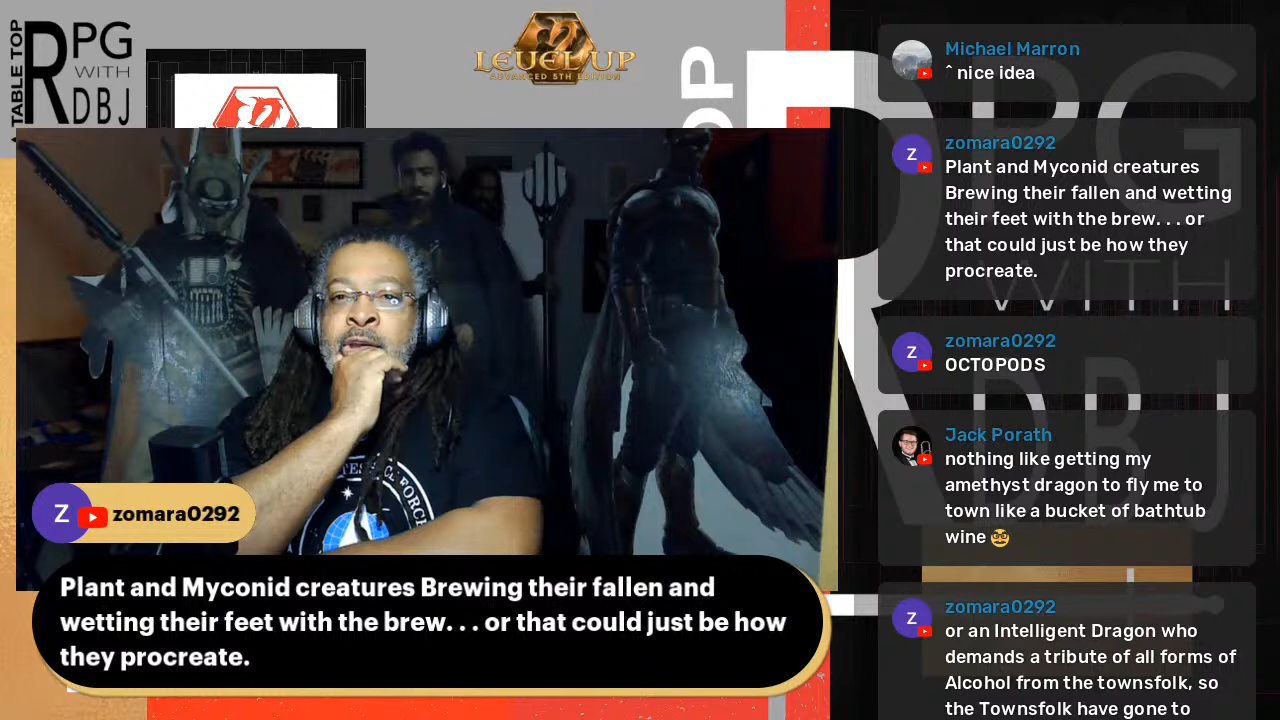 A TABLE TOP
RPG
WITH
DBJ
LEVEL UP
ADVANCED 5TH EDITION
zomara0292
Plant and Myconid creatures Brewing their fallen and
wetting their feet with the brew. . . or that could just be how
they procreate.
Michael Marron
^ nice idea
zomara0292
Plant and Myconid creatures
Brewing their fallen and wetting
their feet with the brew. . . or
that could just be how they
procreate.
zomara0292
OCTOPODS
Jack Porath
nothing like getting my
amethyst dragon to fly me to
town like a bucket of bathtub
wine 🥸
zomara0292
or an Intelligent Dragon who
demands a tribute of all forms of
Alcohol from the townsfolk, so
the Townsfolk have gone to